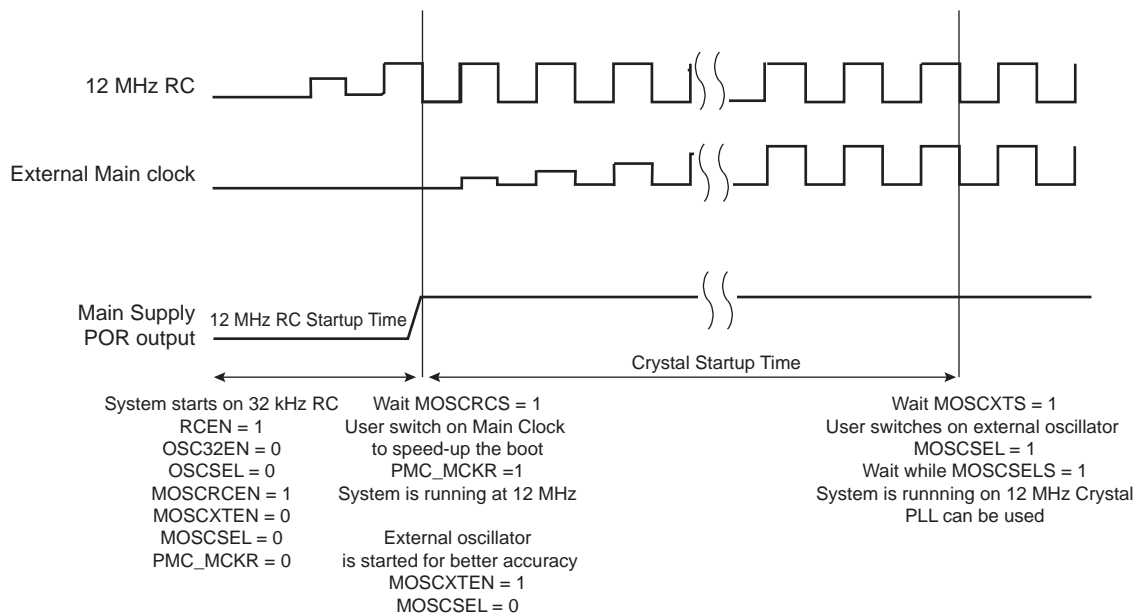 12 MHz RC
External Main clock
Main Supply
POR output
12 MHz RC Startup Time
Crystal Startup Time
System starts on 32 kHz RC
RCEN = 1
OSC32EN = 0
OSCSEL = 0
MOSCRCEN = 1
MOSCXTEN = 0
MOSCSEL = 0
PMC_MCKR = 0
Wait MOSCRCS = 1
User switch on Main Clock
to speed-up the boot
PMC_MCKR =1
System is running at 12 MHz
External oscillator
is started for better accuracy
MOSCXTEN = 1
MOSCSEL = 0
Wait MOSCXTS = 1
User switches on external oscillator
MOSCSEL = 1
Wait while MOSCSELS = 1
System is runnning on 12 MHz Crystal
PLL can be used